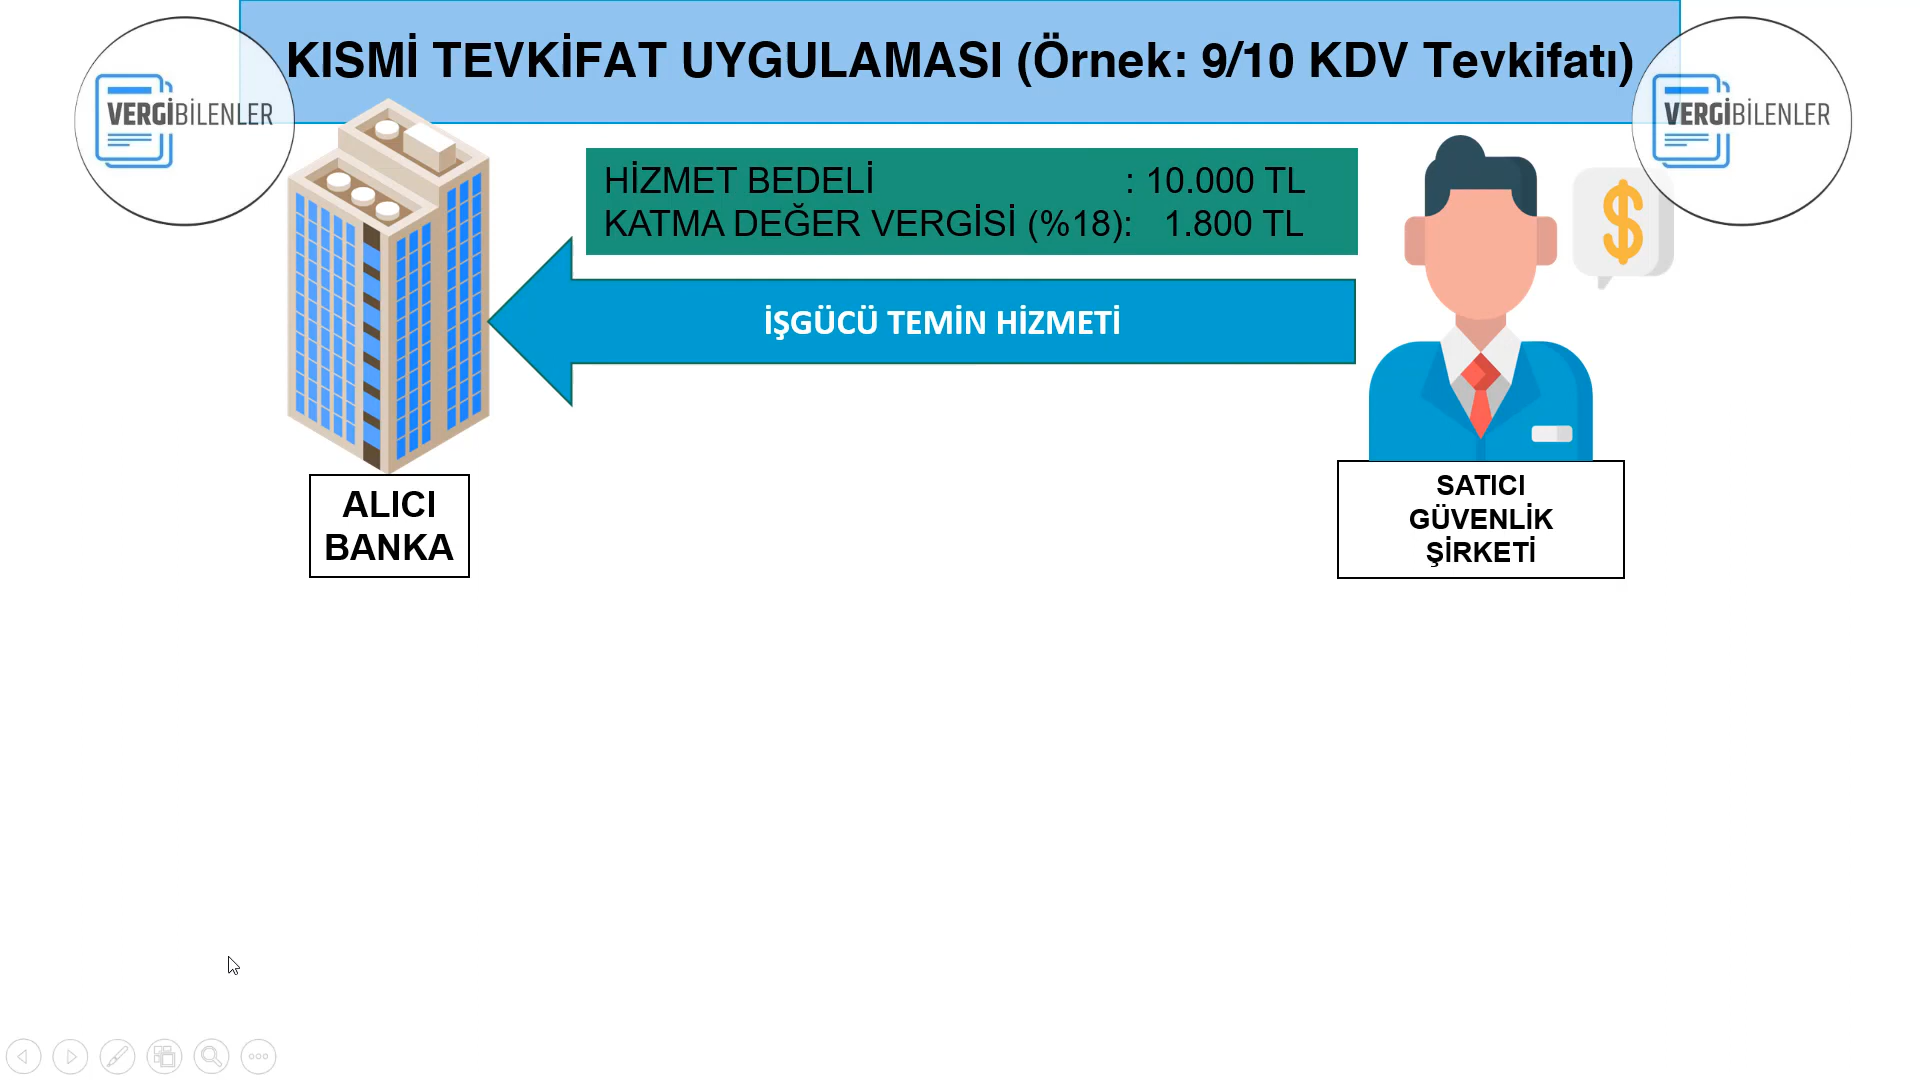 KISMİ TEVKİFAT UYGULAMASI (Örnek: 9/10 KDV Tevkifatı)
VERGİBİLENLER
VERGİBİLENLER
HİZMET BEDELİ : 10.000 TL
KATMA DEĞER VERGİSİ (%18): 1.800 TL
İŞGÜCÜ TEMİN HİZMETİ
ALICI
BANKA
SATICI
GÜVENLİK
ŞİRKETİ